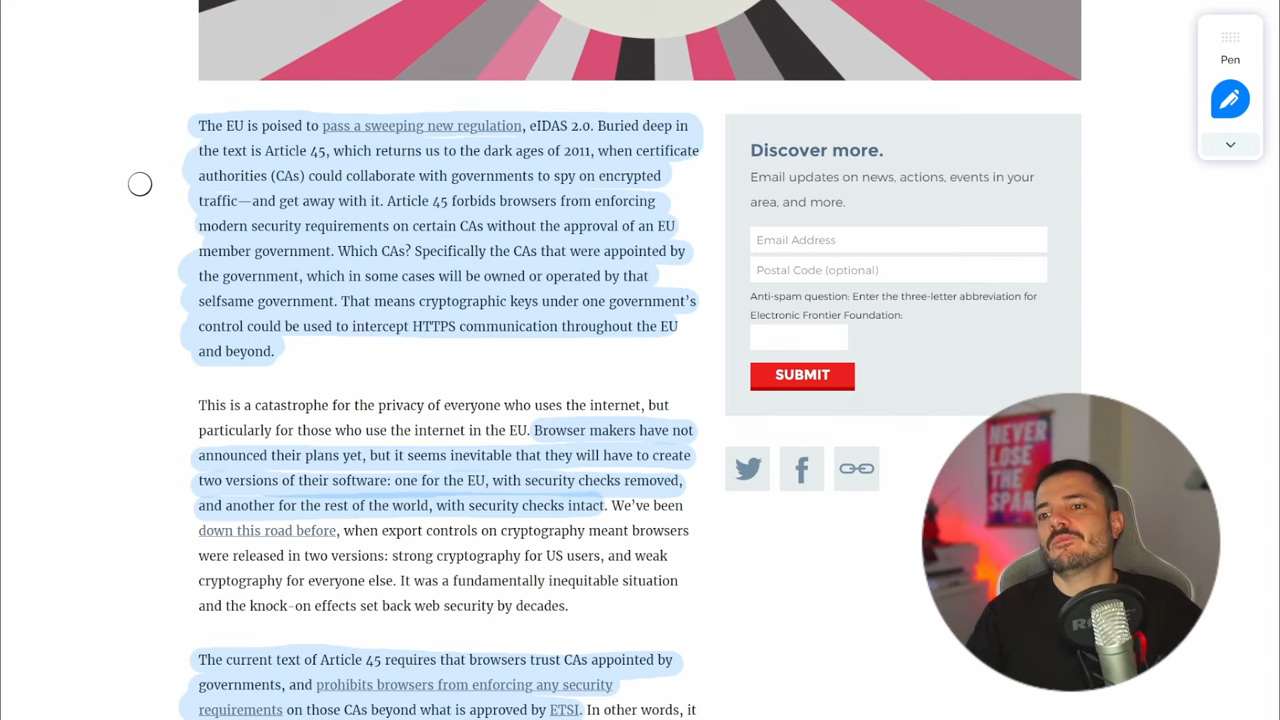 Pen
The EU is poised to pass a sweeping new regulation, eIDAS 2.0. Buried deep in
the text is Article 45, which returns us to the dark ages of 2011, when certificate
authorities (CAs) could collaborate with governments to spy on encrypted
traffic—and get away with it. Article 45 forbids browsers from enforcing
modern security requirements on certain CAs without the approval of an EU
member government. Which CAs? Specifically the CAs that were appointed by
the government, which in some cases will be owned or operated by that
selfsame government. That means cryptographic keys under one government's
control could be used to intercept HTTPS communication throughout the EU
and beyond.
This is a catastrophe for the privacy of everyone who uses the internet, but
particularly for those who use the internet in the EU. Browser makers have not
announced their plans yet, but it seems inevitable that they will have to create
two versions of their software: one for the EU, with security checks removed,
and another for the rest of the world, with security checks intact. We've been
down this road before, when export controls on cryptography meant browsers
were released in two versions: strong cryptography for US users, and weak
cryptography for everyone else. It was a fundamentally inequitable situation
and the knock-on effects set back web security by decades.
The current text of Article 45 requires that browsers trust CAs appointed by
governments, and prohibits browsers from enforcing any security
requirements on those CAs beyond what is approved by ETSI. In other words, it
Discover more.
Email updates on news, actions, events in your
area, and more.
Email Address
Postal Code (optional)
Anti-spam question: Enter the three-letter abbreviation for
Electronic Frontier Foundation:
SUBMIT
NEVER
LOSE
THE